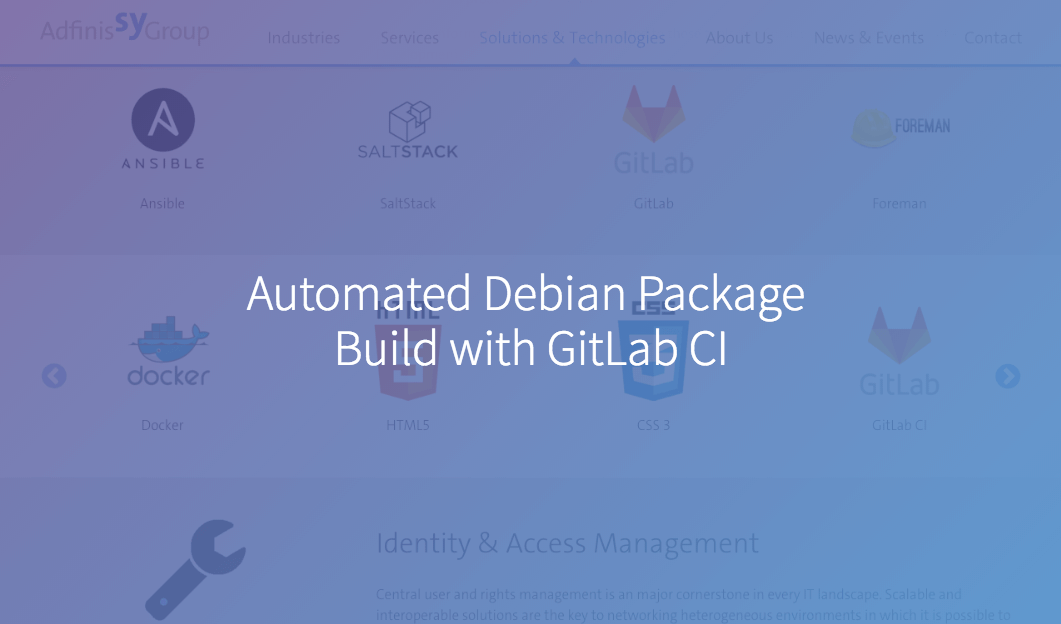 Adfinis sy Group
Industries Services Solutions & Technologies About Us News & Events Contact
ANSIBLE SALTSTACK GitLab FOREMAN
Ansible SaltStack GitLab Foreman
Automated Debian Package
Build with GitLab CI
HTML CSS
docker GitLab
Docker HTML5 CSS 3 GitLab CI
Identity & Access Management
Central user and rights management is an major cornerstone in every IT landscape. Scalable and
interoperable solutions are the key to networking heterogeneous environments in which it is possible to